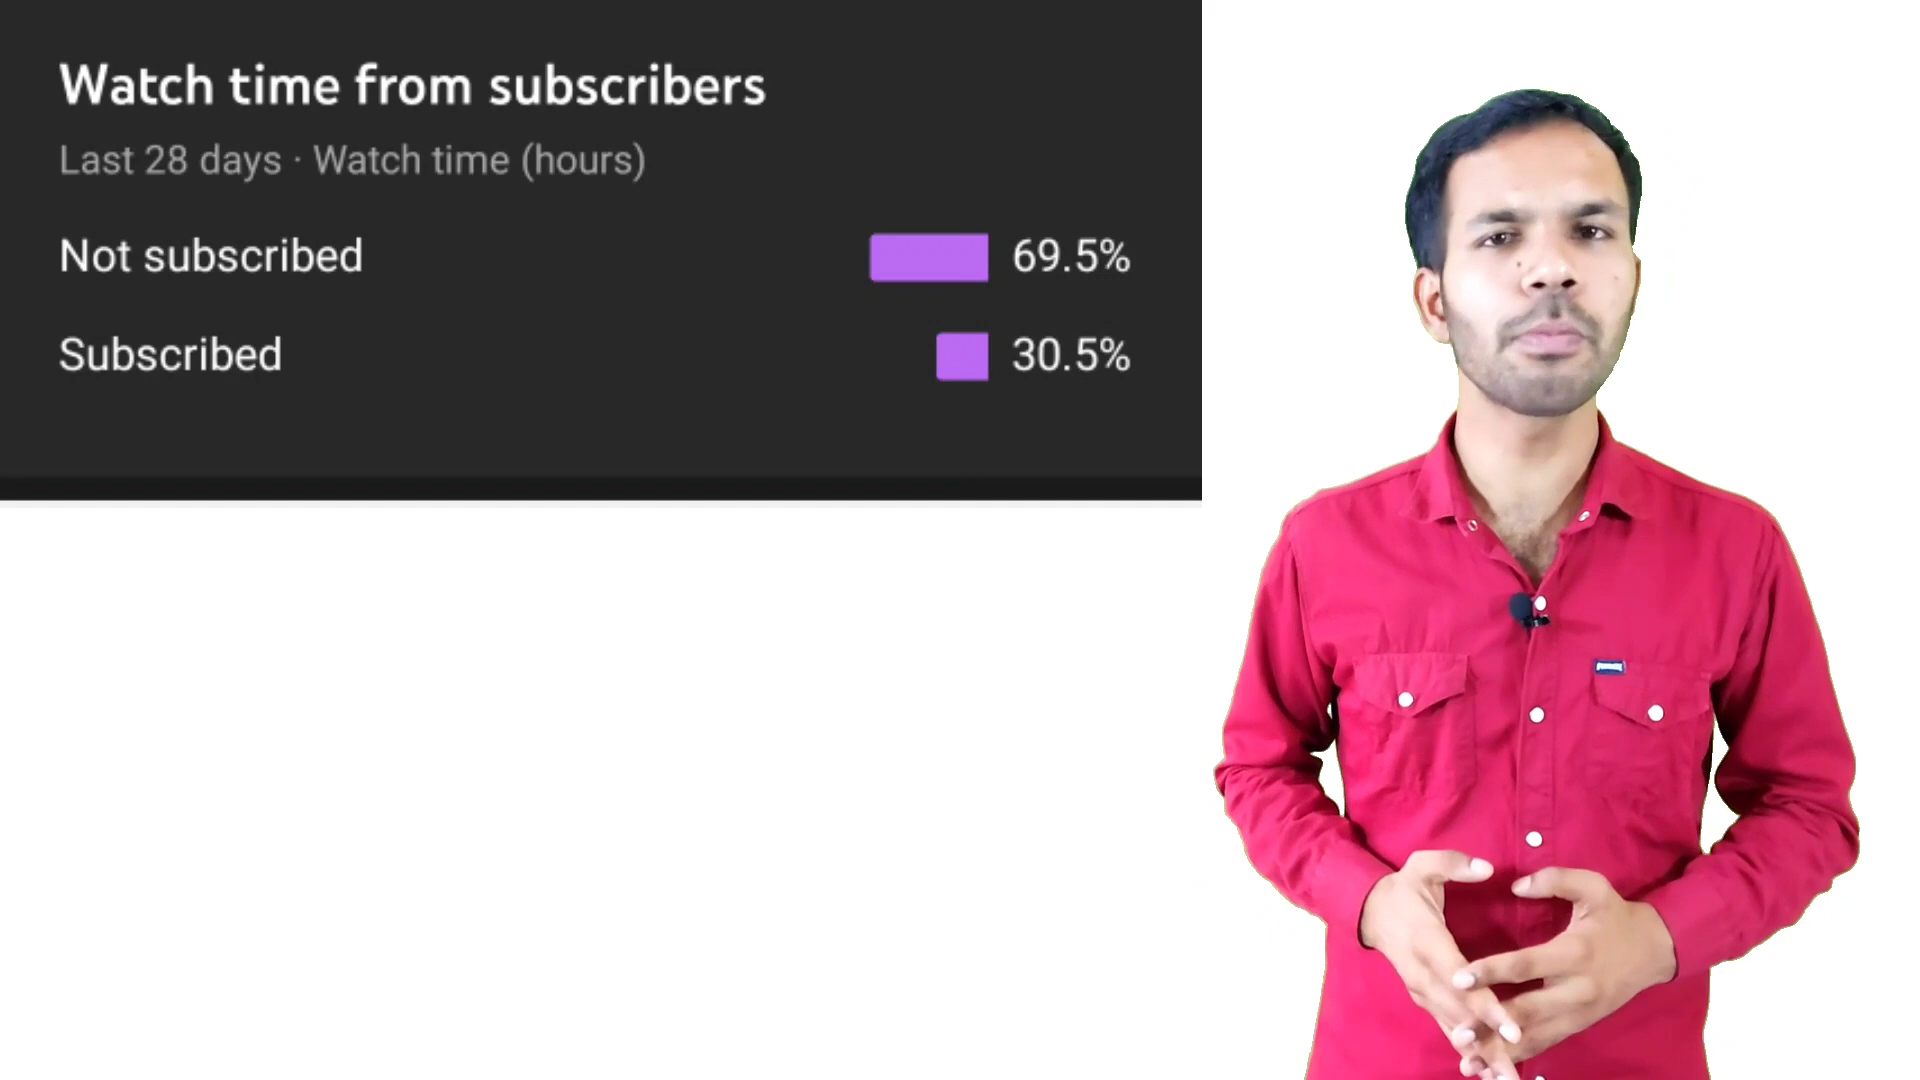 Watch time from subscribers
Last 28 days · Watch time (hours)
Not subscribed 69.5%
Subscribed 30.5%